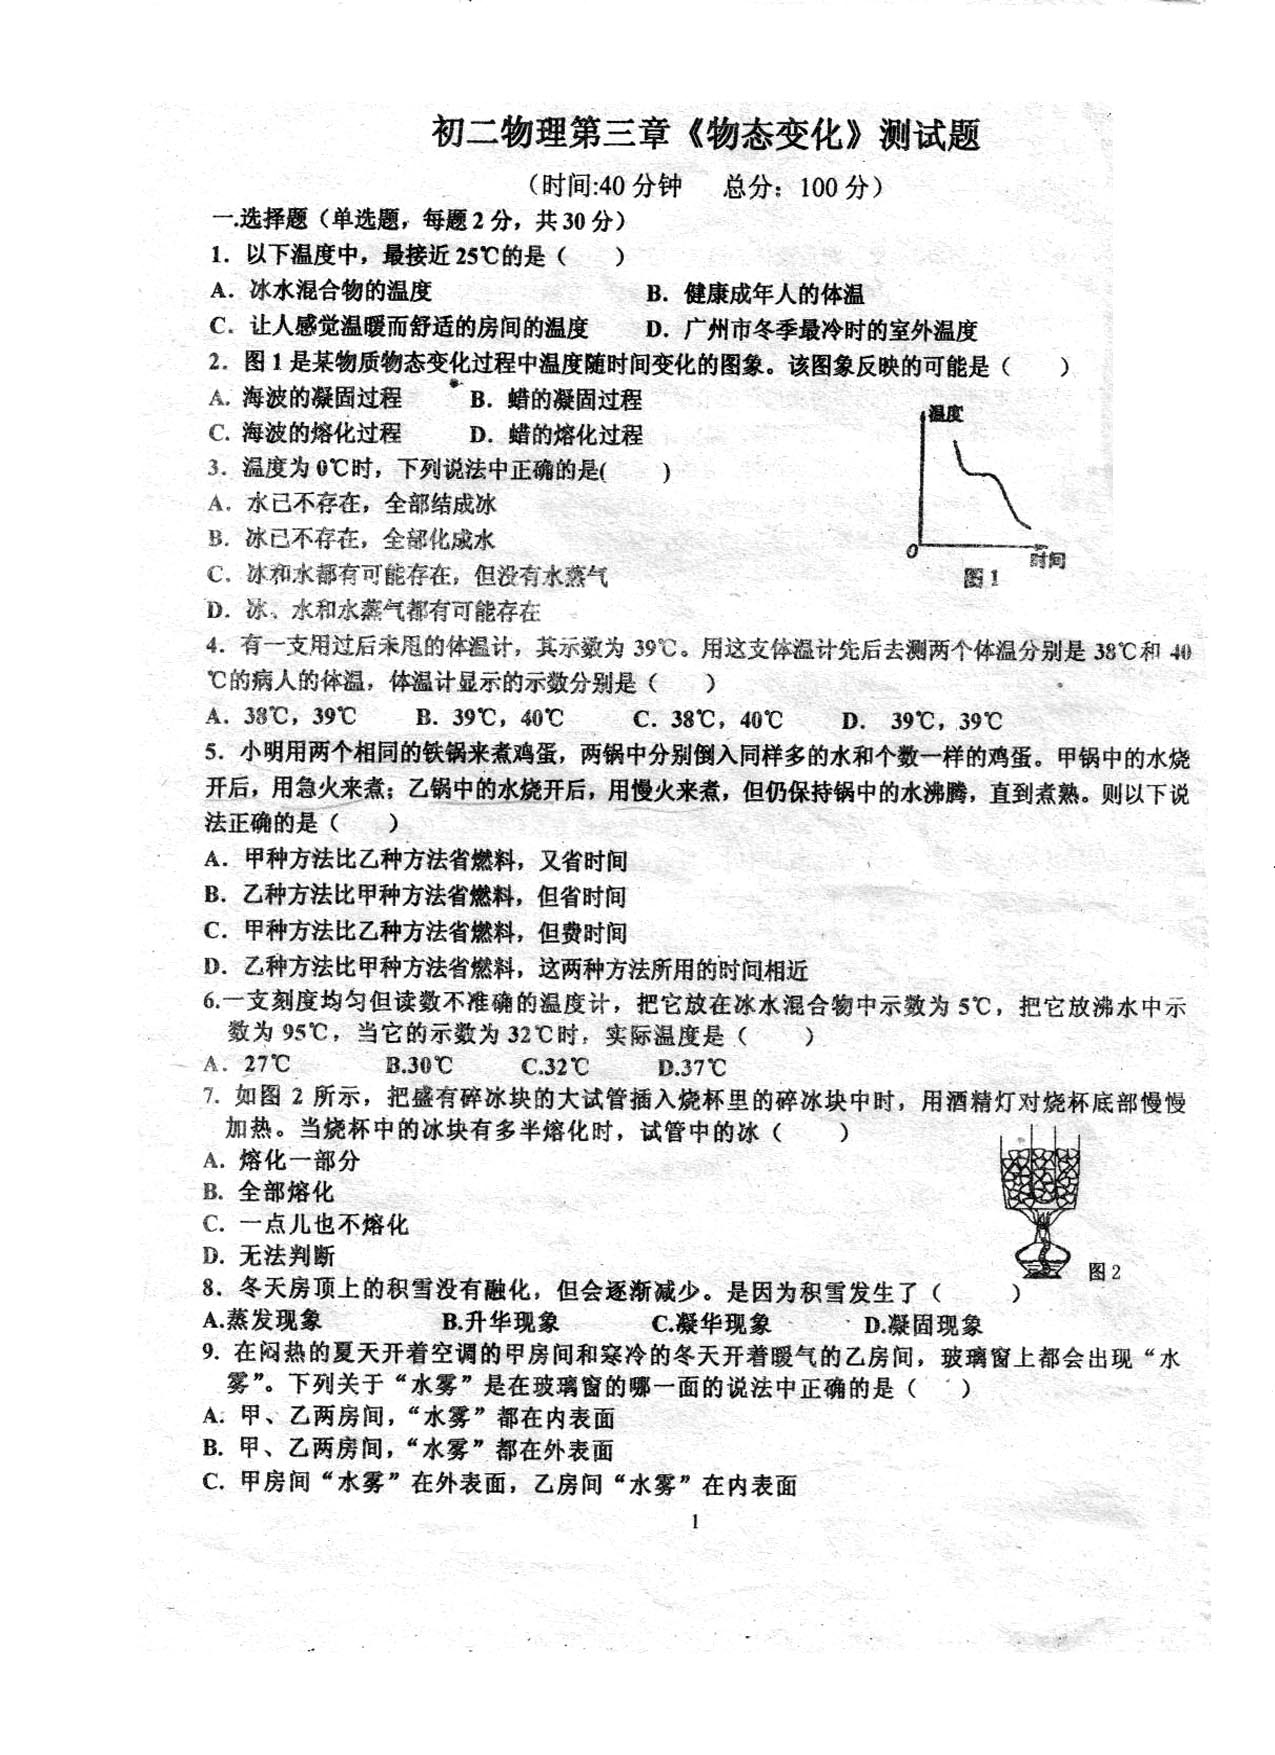 初二物理第三章《物态变化》测试题
（时间:40 分钟 总分：100 分）
一.选择题（单选题，每题 2 分，共 30 分）
1．以下温度中，最接近 25℃的是（ ）
A．冰水混合物的温度 B．健康成年人的体温
C．让人感觉温暖而舒适的房间的温度 D．广州市冬季最冷时的室外温度
2．图 1 是某物质物态变化过程中温度随时间变化的图象。该图象反映的可能是（ ）
A. 海波的凝固过程 B．蜡的凝固过程
C. 海波的熔化过程 D．蜡的熔化过程
温度
O
时间
图 1
3．温度为 0℃时，下列说法中正确的是( )
A．水已不存在，全部结成冰
B．冰已不存在，全部化成水
C．冰和水都有可能存在，但没有水蒸气
D．冰、水和水蒸气都有可能存在
4．有一支用过后未甩的体温计，其示数为 39℃。用这支体温计先后去测两个体温分别是 38℃和 40
℃的病人的体温，体温计显示的示数分别是（ ）
A．38℃，39℃ B．39℃，40℃ C．38℃，40℃ D． 39℃，39℃
5．小明用两个相同的铁锅来煮鸡蛋，两锅中分别倒入同样多的水和个数一样的鸡蛋。甲锅中的水烧
开后，用急火来煮；乙锅中的水烧开后，用慢火来煮，但仍保持锅中的水沸腾，直到煮熟。则以下说
法正确的是（ ）
A．甲种方法比乙种方法省燃料，又省时间
B．乙种方法比甲种方法省燃料，但省时间
C．甲种方法比乙种方法省燃料，但费时间
D．乙种方法比甲种方法省燃料，这两种方法所用的时间相近
6.一支刻度均匀但读数不准确的温度计，把它放在冰水混合物中示数为 5℃，把它放沸水中示
数为 95℃，当它的示数为 32℃时，实际温度是（ ）
A．27℃ B.30℃ C.32℃ D.37℃
7. 如图 2 所示，把盛有碎冰块的大试管插入烧杯里的碎冰块中时，用酒精灯对烧杯底部慢慢
加热。当烧杯中的冰块有多半熔化时，试管中的冰（ ）
A．熔化一部分
B. 全部熔化
C. 一点儿也不熔化
D. 无法判断
图 2
8．冬天房顶上的积雪没有融化，但会逐渐减少。是因为积雪发生了（ ）
A.蒸发现象 B.升华现象 C.凝华现象 D.凝固现象
9. 在闷热的夏天开着空调的甲房间和寒冷的冬天开着暖气的乙房间，玻璃窗上都会出现“水
雾”。下列关于“水雾”是在玻璃窗的哪一面的说法中正确的是（ ）
A. 甲、乙两房间，“水雾”都在内表面
B. 甲、乙两房间，“水雾”都在外表面
C. 甲房间“水雾”在外表面，乙房间“水雾”在内表面
1